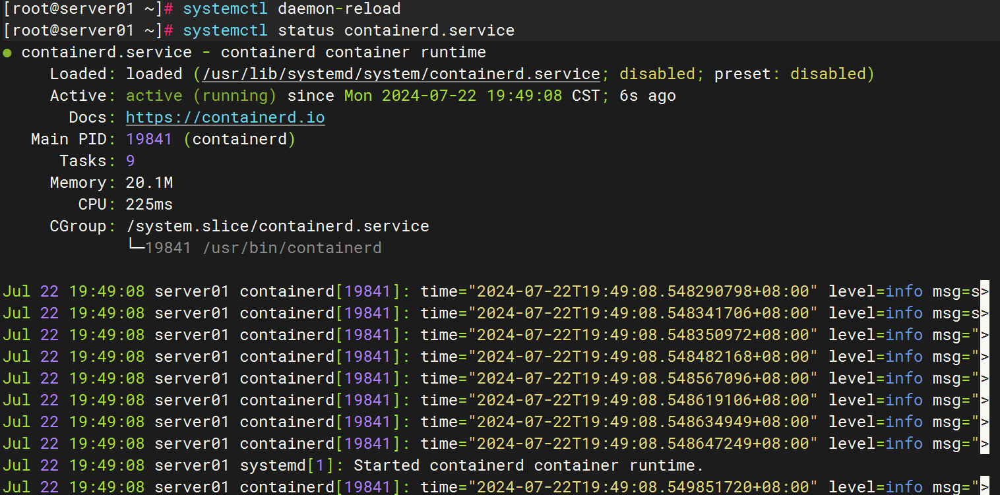 [root@server01 ~]# systemctl daemon-reload
[root@server01 ~]# systemctl status containerd.service
● containerd.service - containerd container runtime
     Loaded: loaded (/usr/lib/systemd/system/containerd.service; disabled; preset: disabled)
     Active: active (running) since Mon 2024-07-22 19:49:08 CST; 6s ago
       Docs: https://containerd.io
   Main PID: 19841 (containerd)
      Tasks: 9
     Memory: 20.1M
        CPU: 225ms
     CGroup: /system.slice/containerd.service
             └─19841 /usr/bin/containerd
Jul 22 19:49:08 server01 containerd[19841]: time="2024-07-22T19:49:08.548290798+08:00" level=info msg=s>
Jul 22 19:49:08 server01 containerd[19841]: time="2024-07-22T19:49:08.548341706+08:00" level=info msg=s>
Jul 22 19:49:08 server01 containerd[19841]: time="2024-07-22T19:49:08.548350972+08:00" level=info msg=">
Jul 22 19:49:08 server01 containerd[19841]: time="2024-07-22T19:49:08.548482168+08:00" level=info msg=">
Jul 22 19:49:08 server01 containerd[19841]: time="2024-07-22T19:49:08.548567096+08:00" level=info msg=">
Jul 22 19:49:08 server01 containerd[19841]: time="2024-07-22T19:49:08.548619106+08:00" level=info msg=">
Jul 22 19:49:08 server01 containerd[19841]: time="2024-07-22T19:49:08.548634949+08:00" level=info msg=">
Jul 22 19:49:08 server01 containerd[19841]: time="2024-07-22T19:49:08.548647249+08:00" level=info msg=">
Jul 22 19:49:08 server01 systemd[1]: Started containerd container runtime.
Jul 22 19:49:08 server01 containerd[19841]: time="2024-07-22T19:49:08.549851720+08:00" level=info msg=">